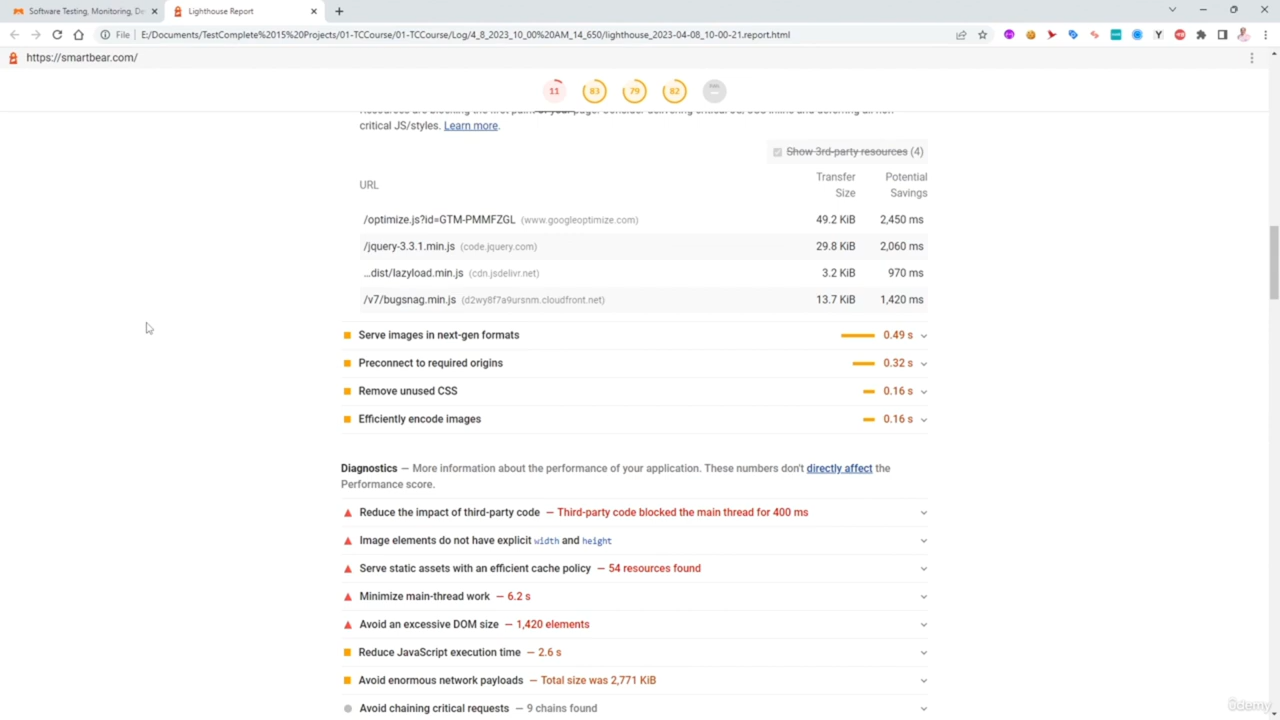 Software Testing, Monitoring, De
Lighthouse Report
File
E:/Documents/TestComplete%2015%20Projects/01-TCCourse/01-TCCourse/Log/4_8_2023_10_00%20AM_14_650/lighthouse_2023-04-08_10-00-21.report.html
https://smartbear.com/
11 83 79 82
critical JS/styles. Learn more.
Show 3rd-party resources (4)
URL Transfer Size Potential Savings
/optimize.js?id=GTM-PMMFZGL (www.googleoptimize.com) 49.2 KiB 2,450 ms
/jquery-3.3.1.min.js (code.jquery.com) 29.8 KiB 2,060 ms
…dist/lazyload.min.js (cdn.jsdelivr.net) 3.2 KiB 970 ms
/v7/bugsnag.min.js (d2wy8f7a9ursnm.cloudfront.net) 13.7 KiB 1,420 ms
Serve images in next-gen formats 0.49 s
Preconnect to required origins 0.32 s
Remove unused CSS 0.16 s
Efficiently encode images 0.16 s
Diagnostics — More information about the performance of your application. These numbers don't directly affect the
Performance score.
Reduce the impact of third-party code — Third-party code blocked the main thread for 400 ms
Image elements do not have explicit width and height
Serve static assets with an efficient cache policy — 54 resources found
Minimize main-thread work — 6.2 s
Avoid an excessive DOM size — 1,420 elements
Reduce JavaScript execution time — 2.6 s
Avoid enormous network payloads — Total size was 2,771 KiB
Avoid chaining critical requests — 9 chains found
ûdemy